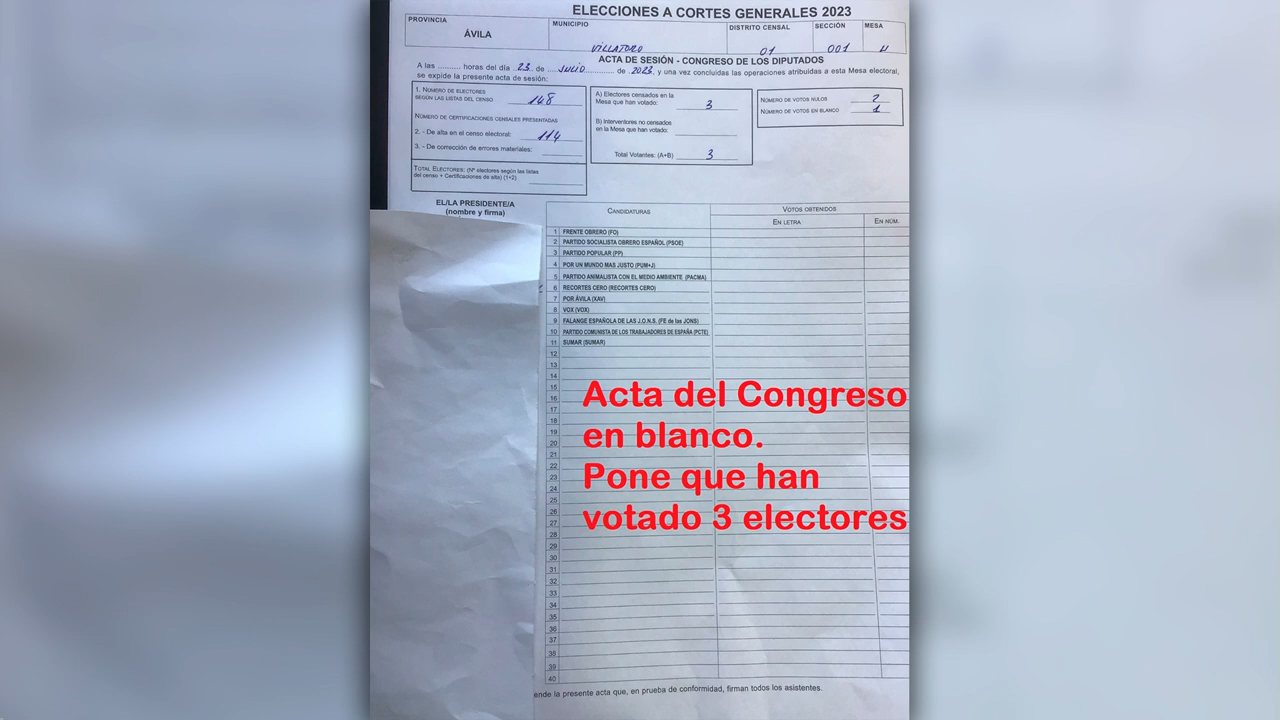 ELECCIONES A CORTES GENERALES 2023
PROVINCIA
ÁVILA
MUNICIPIO
VILLATORO
DISTRITO CENSAL
01
SECCIÓN
001
MESA
U
ACTA DE SESIÓN - CONGRESO DE LOS DIPUTADOS
A las .......... horas del día 23 de .... JULIO .............. de 2023, y una vez concluidas las operaciones atribuidas a esta Mesa electoral,
se expide la presente acta de sesión:
1. NÚMERO DE ELECTORES
SEGÚN LAS LISTAS DEL CENSO 148
NÚMERO DE CERTIFICACIONES CENSALES PRESENTADAS
2. - De alta en el censo electoral: 114
3. - De corrección de errores materiales:
TOTAL ELECTORES: (Nº electores según las listas
del censo + Certificaciones de alta) (1+2)
A) Electores censados en la
Mesa que han votado: 3
B) Interventores no censados
en la Mesa que han votado:
Total Votantes: (A+B) 3
NÚMERO DE VOTOS NULOS 2
NÚMERO DE VOTOS EN BLANCO 1
EL/LA PRESIDENTE/A
(nombre y firma)
CANDIDATURAS
VOTOS OBTENIDOS
EN LETRA
EN NÚM.
1 FRENTE OBRERO (FO)
2 PARTIDO SOCIALISTA OBRERO ESPAÑOL (PSOE)
3 PARTIDO POPULAR (PP)
4 POR UN MUNDO MAS JUSTO (PUM+J)
5 PARTIDO ANIMALISTA CON EL MEDIO AMBIENTE (PACMA)
6 RECORTES CERO (RECORTES CERO)
7 POR ÁVILA (XAV)
8 VOX (VOX)
9 FALANGE ESPAÑOLA DE LAS J.O.N.S. (FE de las JONS)
10 PARTIDO COMUNISTA DE LOS TRABAJADORES DE ESPAÑA (PCTE)
11 SUMAR (SUMAR)
12
13
14
15
16
17
18
19
20
21
22
23
24
25
26
27
28
29
30
31
32
33
34
35
36
37
38
39
40
Acta del Congreso
en blanco.
Pone que han
votado 3 electores
ende la presente acta que, en prueba de conformidad, firman todos los asistentes.